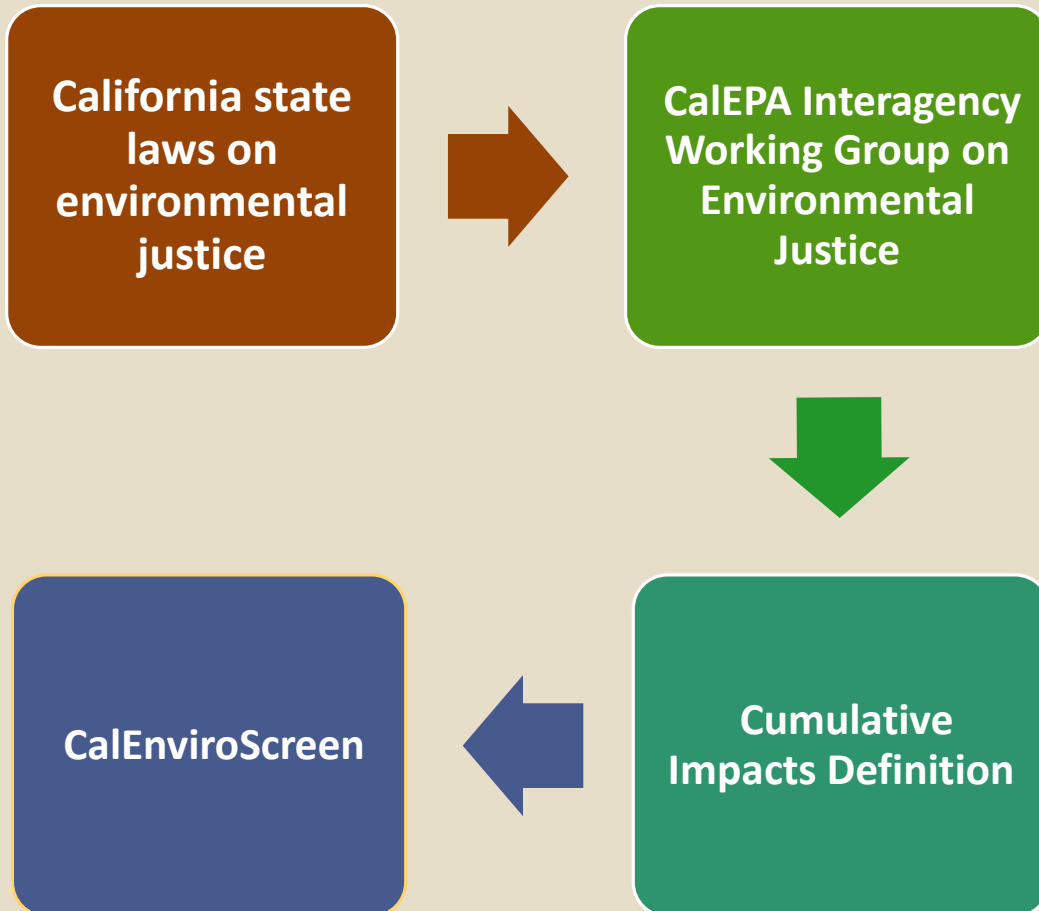 California state
laws on
environmental
justice
CalEPA Interagency
Working Group on
Environmental
Justice
Cumulative
Impacts Definition
CalEnviroScreen